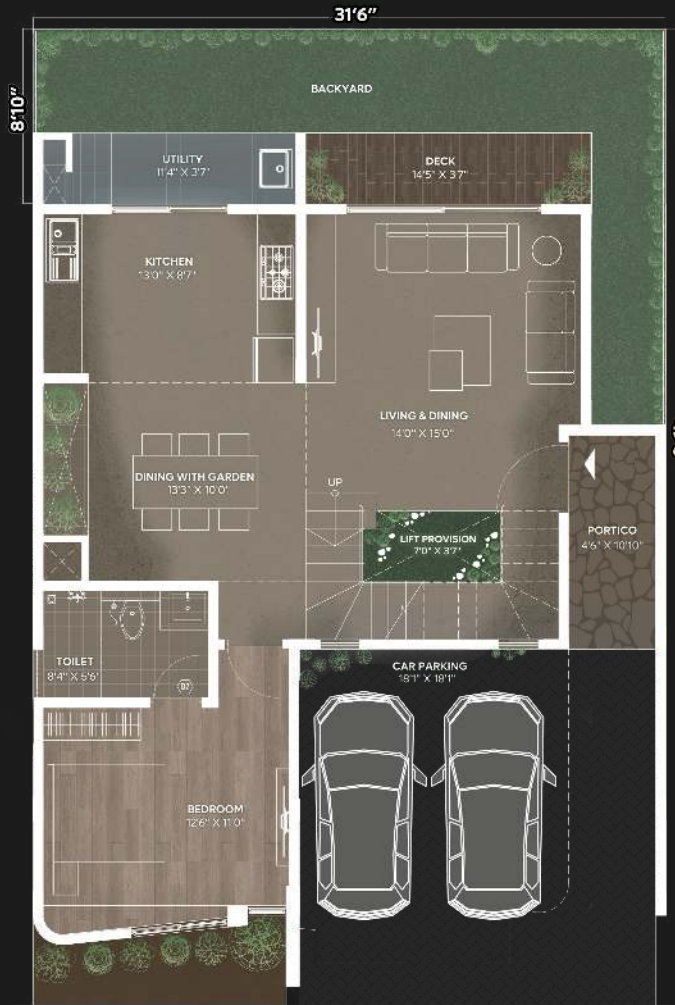 31'6"
8'10"
BACKYARD
UTILITY
11'4" X 3'7"
DECK
14'5" X 3'7"
KITCHEN
13'0" X 8'7"
LIVING & DINING
14'0" X 15'0"
DINING WITH GARDEN
13'3" X 10'0"
UP
LIFT PROVISION
7'0" X 3'7"
PORTICO
4'6" X 10'10"
TOILET
8'4" X 5'6"
02
CAR PARKING
18'1" X 18'1"
BEDROOM
12'6" X 11'0"